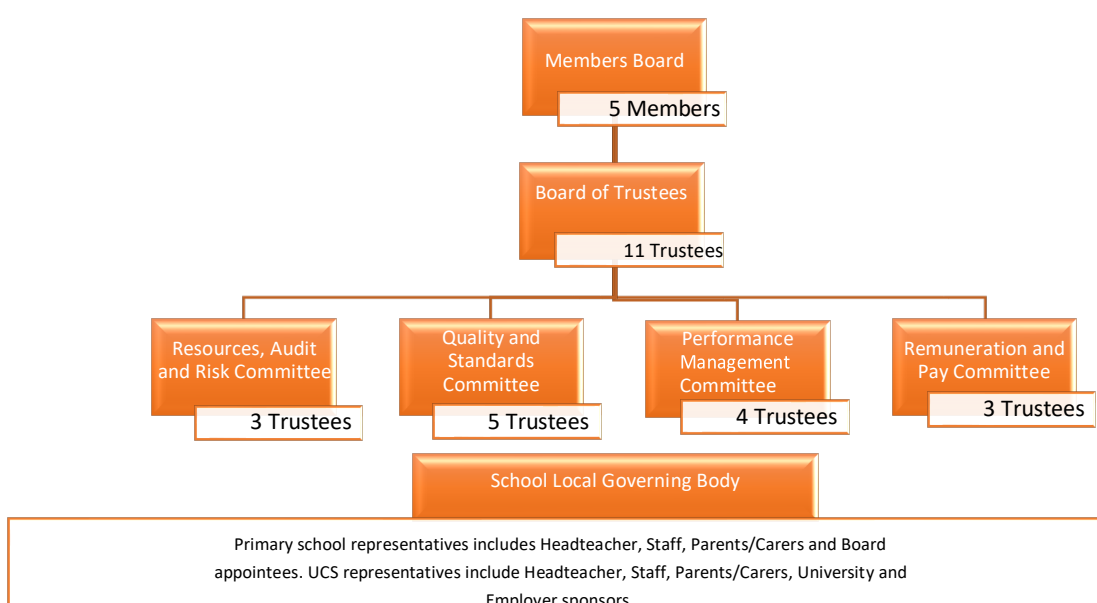 Members Board
5 Members
Board of Trustees
11 Trustees
Resources, Audit
and Risk Committee
3 Trustees
Quality and
Standards
Committee
5 Trustees
Performance
Management
Committee
4 Trustees
Remuneration and
Pay Committee
3 Trustees
School Local Governing Body
Primary school representatives includes Headteacher, Staff, Parents/Carers and Board
appointees. UCS representatives include Headteacher, Staff, Parents/Carers, University and
Employer sponsors